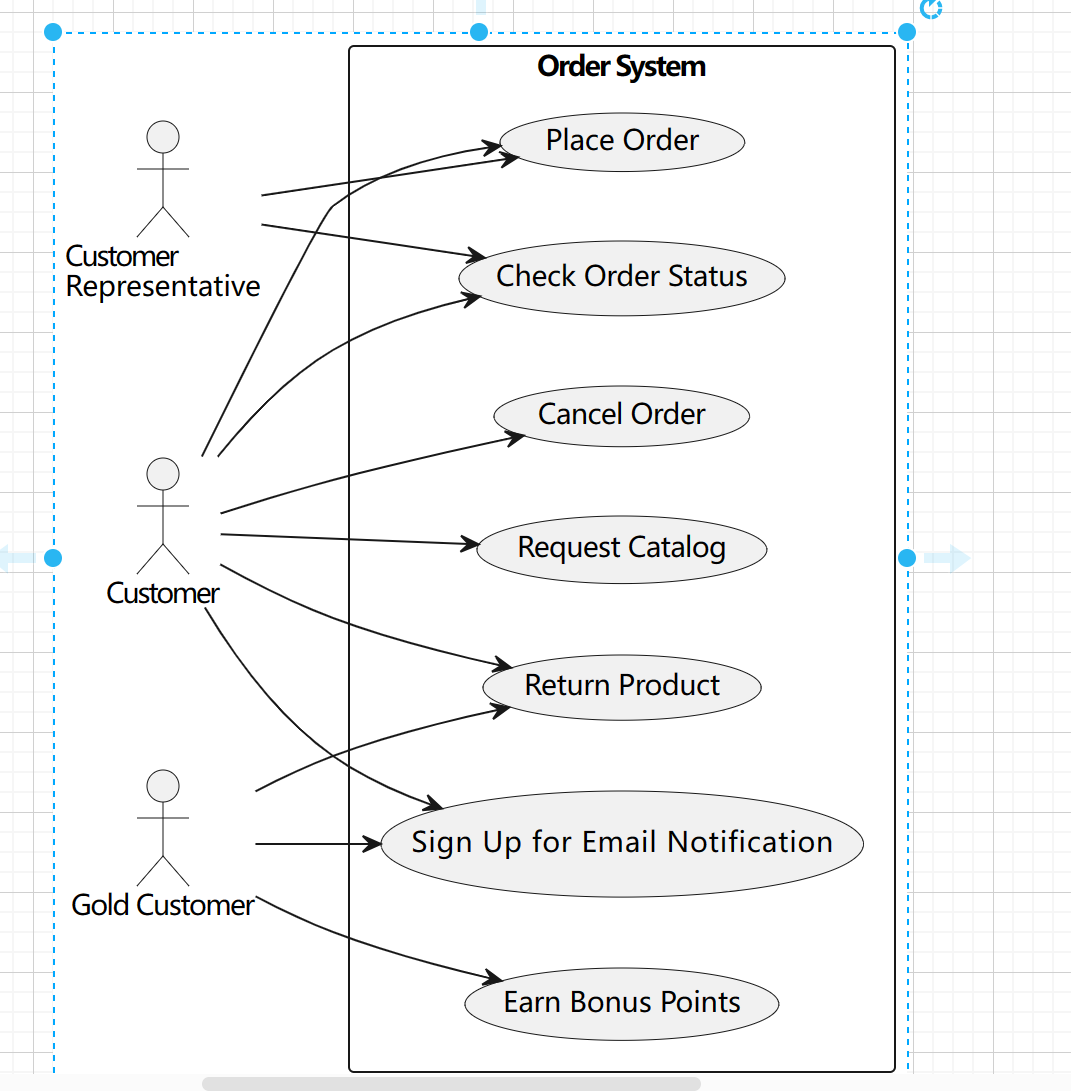 Order System
Place Order
Customer
Representative
Check Order Status
Cancel Order
Request Catalog
Customer
Return Product
Sign Up for Email Notification
Gold Customer
Earn Bonus Points